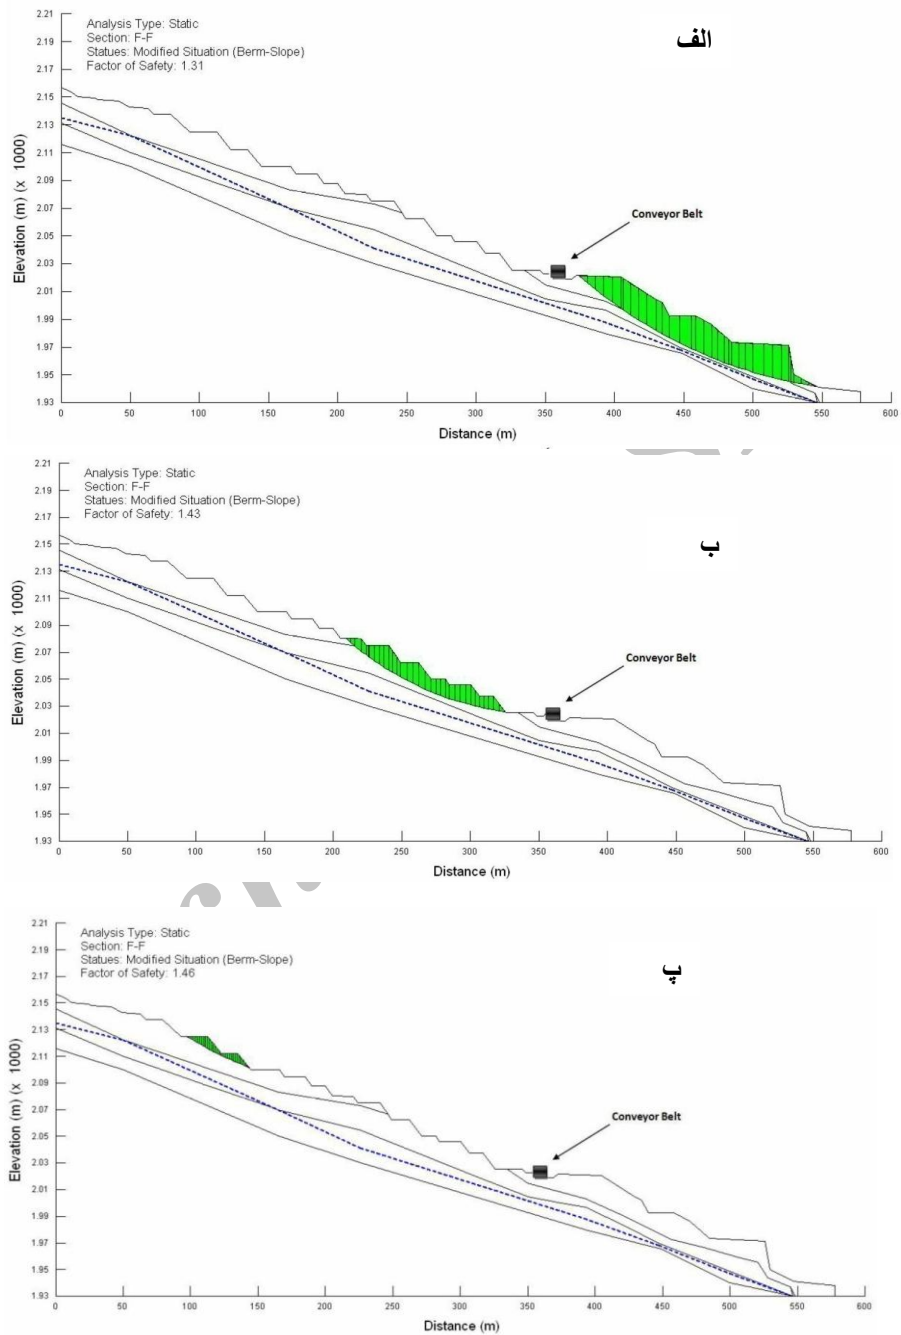 2.21
Analysis Type: Static
Section: F-F
Statues: Modified Situation (Berm-Slope)
Factor of Safety: 1.31
الف
2.19
2.17
2.15
2.13
2.11
2.09
2.07
2.05
2.03
2.01
1.99
1.97
1.95
1.93
Elevation (m) (x 1000)
Conveyor Belt
0 50 100 150 200 250 300 350 400 450 500 550 600
Distance (m)
2.21
Analysis Type: Static
Section: F-F
Statues: Modified Situation (Berm-Slope)
Factor of Safety: 1.43
ب
2.19
2.17
2.15
2.13
2.11
2.09
2.07
2.05
2.03
2.01
1.99
1.97
1.95
1.93
Elevation (m) (x 1000)
Conveyor Belt
0 50 100 150 200 250 300 350 400 450 500 550 600
Distance (m)
2.21
Analysis Type: Static
Section: F-F
Statues: Modified Situation (Berm-Slope)
Factor of Safety: 1.46
پ
2.19
2.17
2.15
2.13
2.11
2.09
2.07
2.05
2.03
2.01
1.99
1.97
1.95
1.93
Elevation (m) (x 1000)
Conveyor Belt
0 50 100 150 200 250 300 350 400 450 500 550 600
Distance (m)